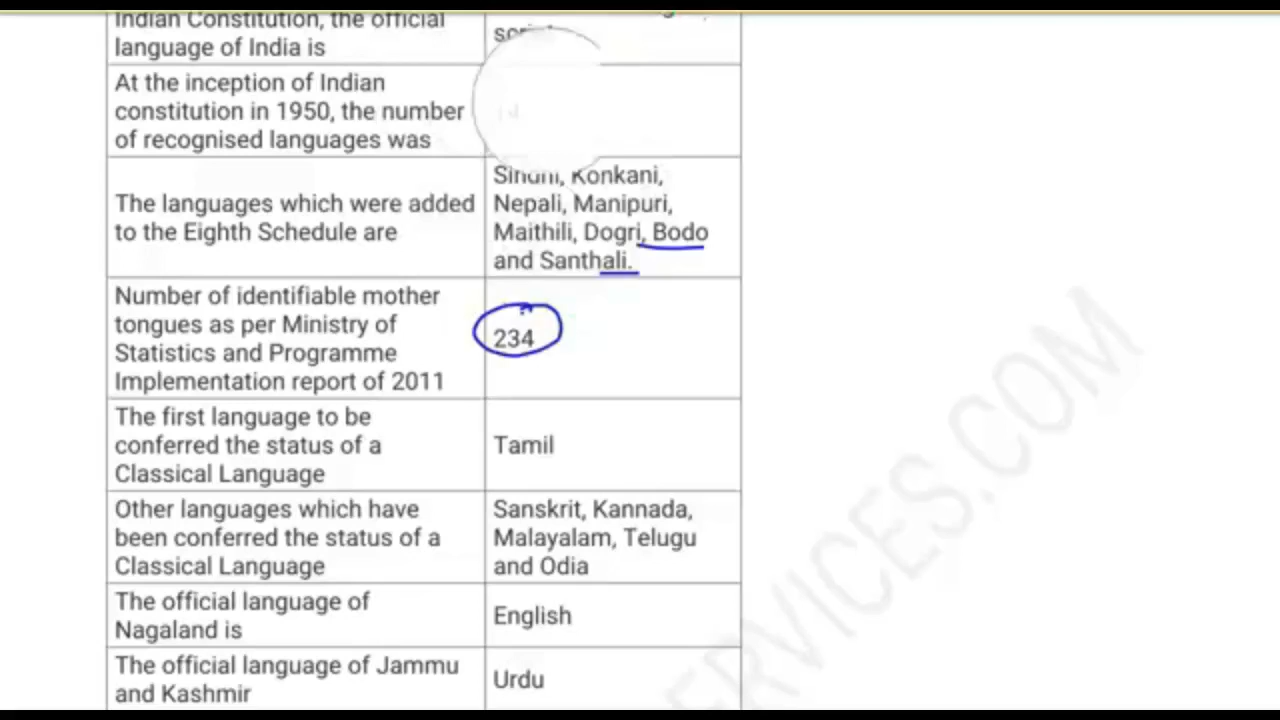 Indian Constitution, the official
language of India is
At the inception of Indian
constitution in 1950, the number
of recognised languages was
Sindhi, Konkani,
The languages which were added
to the Eighth Schedule are
Nepali, Manipuri,
Maithili, Dogri, Bodo
and Santhali.
Number of identifiable mother
tongues as per Ministry of
Statistics and Programme
Implementation report of 2011
234
The first language to be
conferred the status of a
Classical Language
Tamil
Other languages which have
been conferred the status of a
Classical Language
Sanskrit, Kannada,
Malayalam, Telugu
and Odia
The official language of
Nagaland is
English
The official language of Jammu
and Kashmir
Urdu
ERVICES.COM